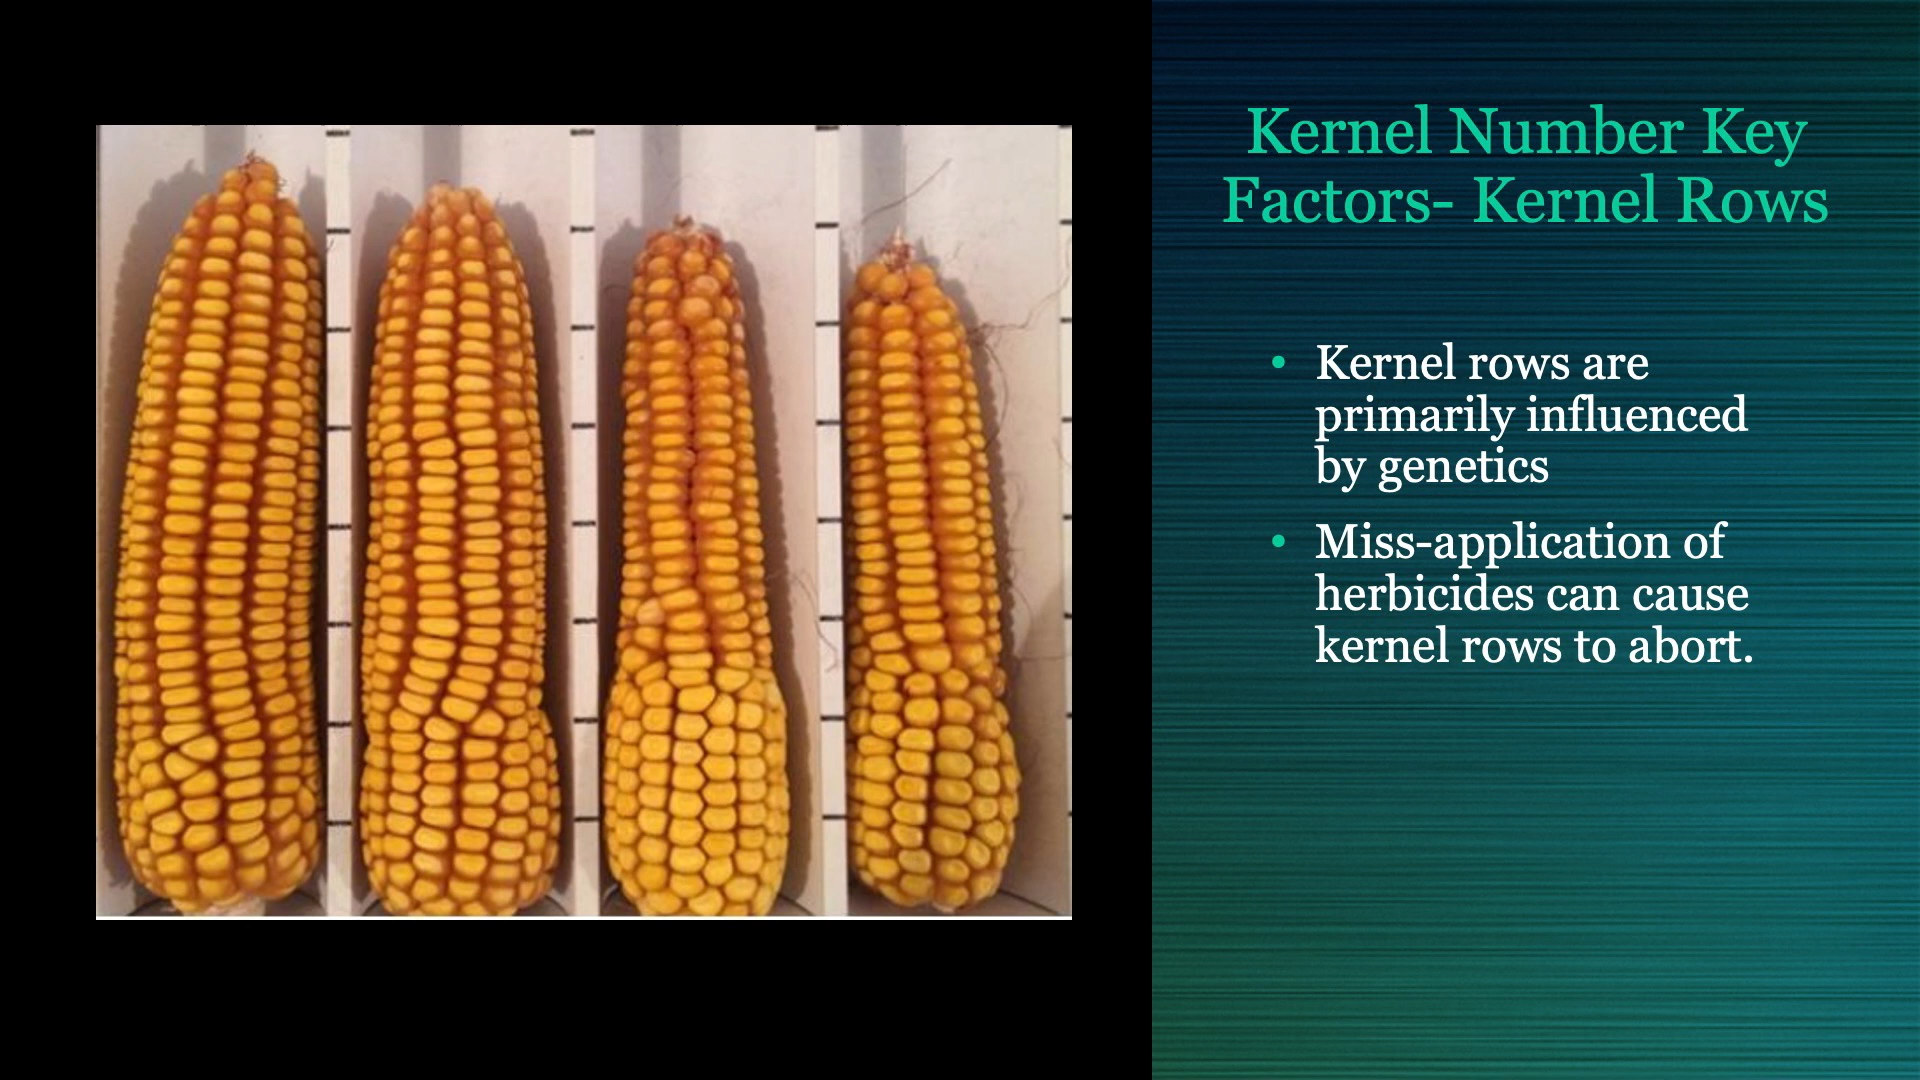 Kernel Number Key
Factors- Kernel Rows
• Kernel rows are
primarily influenced
by genetics
• Miss-application of
herbicides can cause
kernel rows to abort.